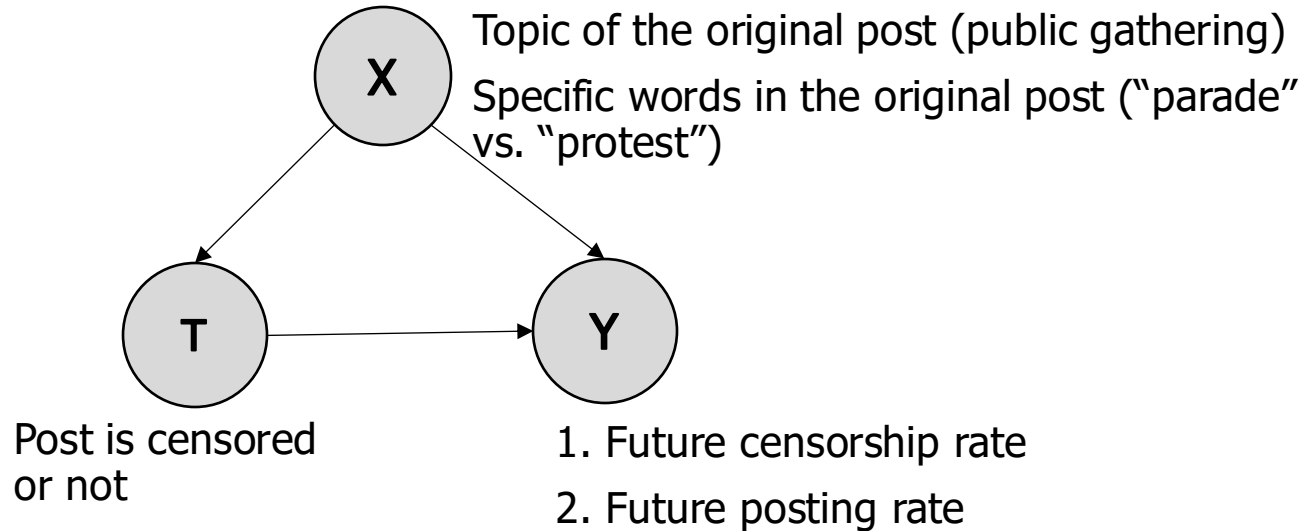 X
Topic of the original post (public gathering)
Specific words in the original post (“parade”
vs. “protest”)
T
Y
Post is censored
or not
1. Future censorship rate
2. Future posting rate